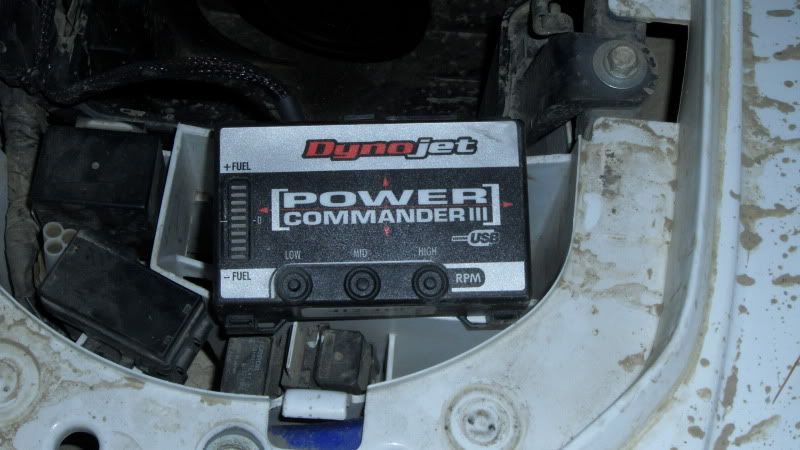 Dynojet
+ FUEL
[POWER
COMMANDER III]
- 0
USB
LOW MID HIGH
- FUEL
RPM